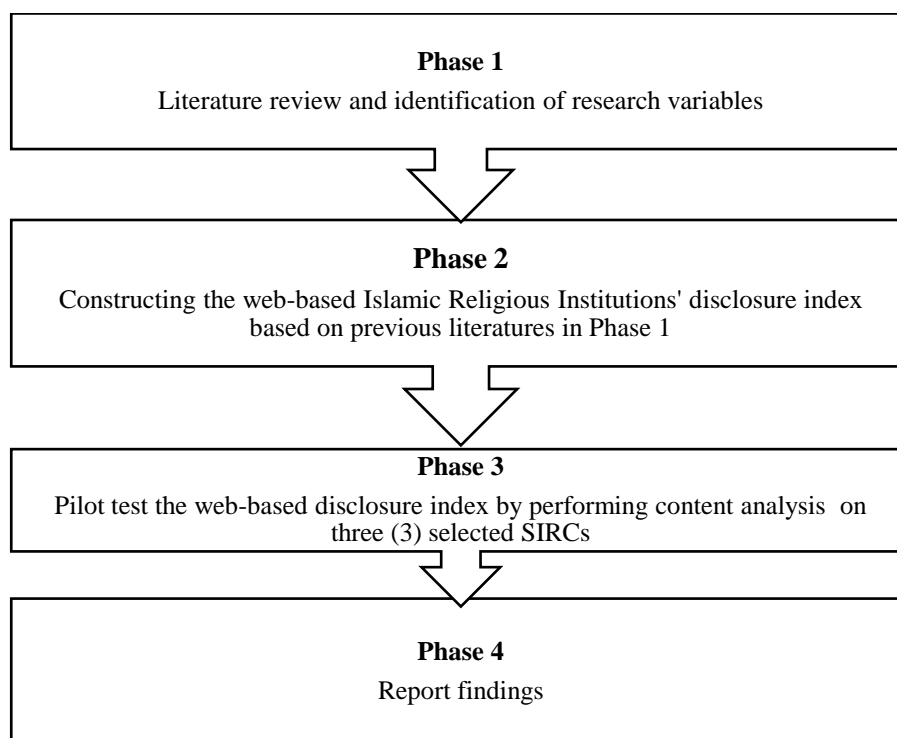 Phase 1
Literature review and identification of research variables
Phase 2
Constructing the web-based Islamic Religious Institutions' disclosure index
based on previous literatures in Phase 1
Phase 3
Pilot test the web-based disclosure index by performing content analysis on
three (3) selected SIRCs
Phase 4
Report findings